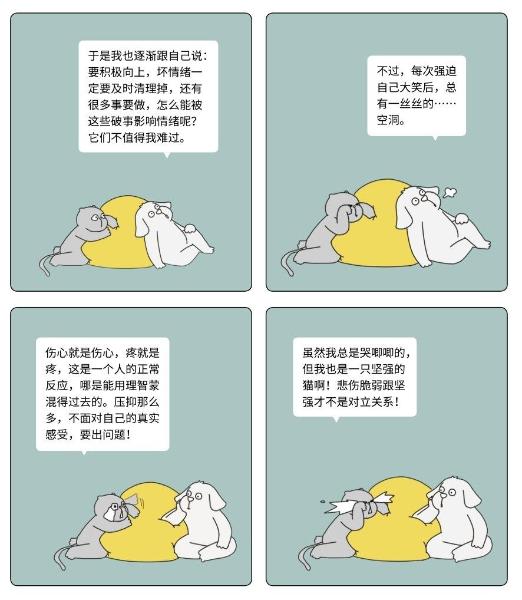 于是我也逐渐跟自己说：
要积极向上，坏情绪一
定要及时清理掉，还有
很多事要做，怎么能被
这些破事影响情绪呢？
它们不值得我难过。
不过，每次强迫
自己大笑后，总
有一丝丝的……
空洞。
伤心就是伤心，疼就是
疼，这是一个人的正常
反应，哪是能用理智蒙
混得过去的。压抑那么
多，不面对自己的真实
感受，要出问题！
虽然我总是哭唧唧的，
但我也是一只坚强的
猫啊！悲伤脆弱跟坚
强才不是对立关系！